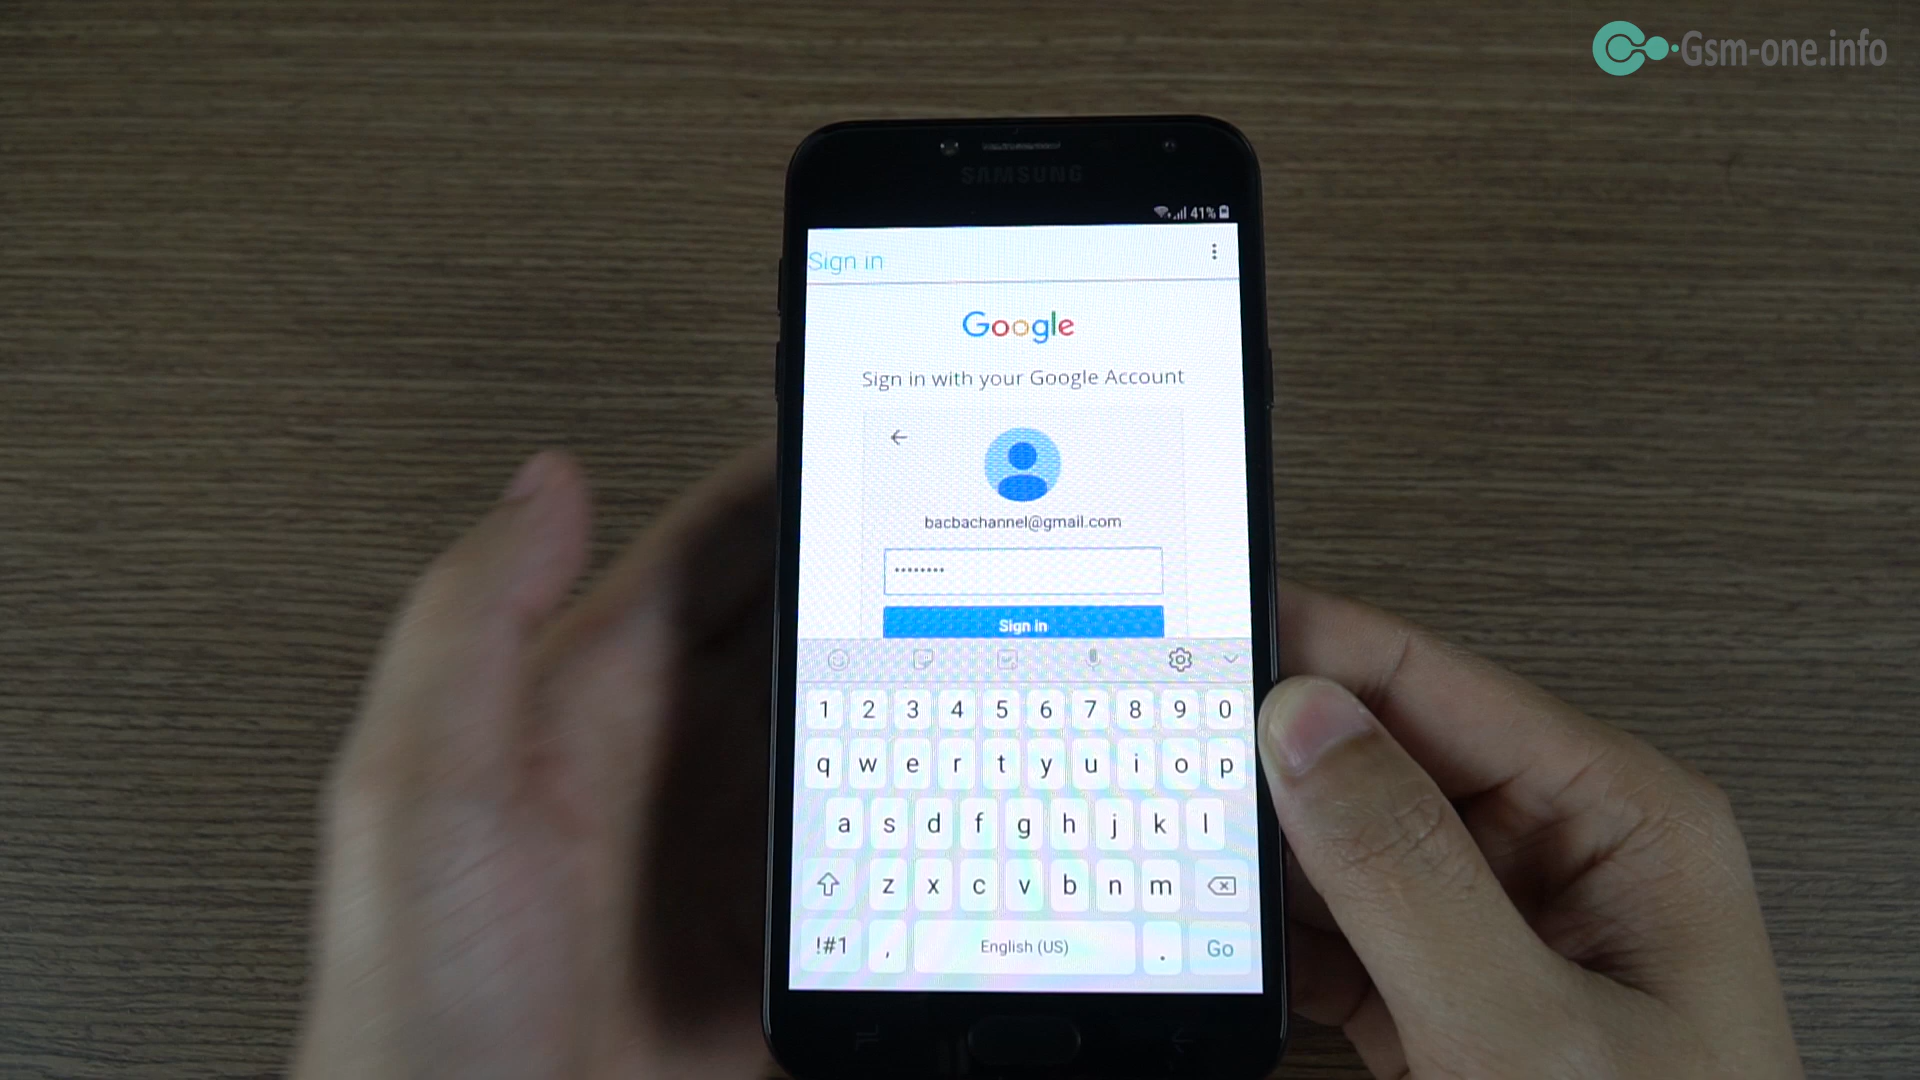 Gsm-one.info
SAMSUNG
41%
Sign in
Google
Sign in with your Google Account
bacbachannel@gmail.com
••••••••
Sign in
1 2 3 4 5 6 7 8 9 0
q w e r t y u i o p
a s d f g h j k l
z x c v b n m
!#1 , English (US) . Go